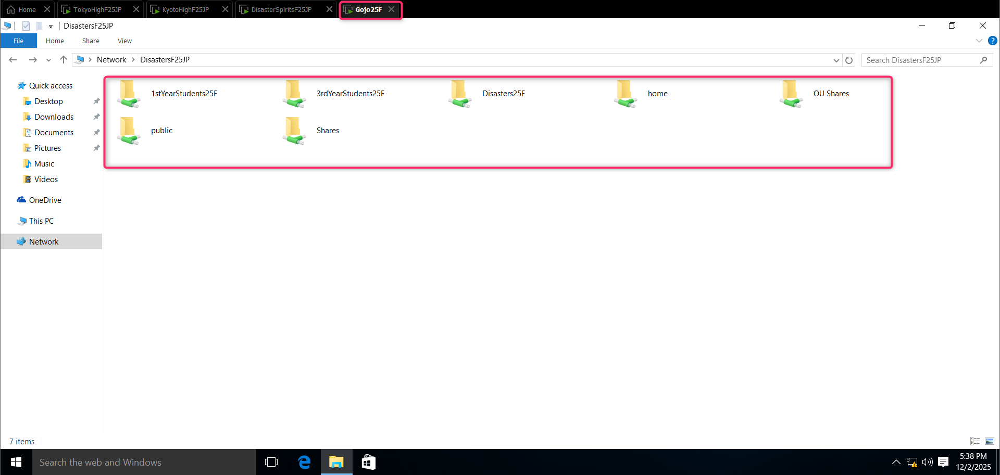 Home
TokyoHighF25JP
KyotoHighF25JP
DisasterSpiritsF25JP
Gojo25F
DisastersF25JP
File
Home
Share
View
?
Network
DisastersF25JP
Search DisastersF25JP
Quick access
Desktop
Downloads
Documents
Pictures
Music
Videos
OneDrive
This PC
Network
1stYearStudents25F
3rdYearStudents25F
Disasters25F
home
OU Shares
public
Shares
7 items
Search the web and Windows
5:38 PM
12/2/2025